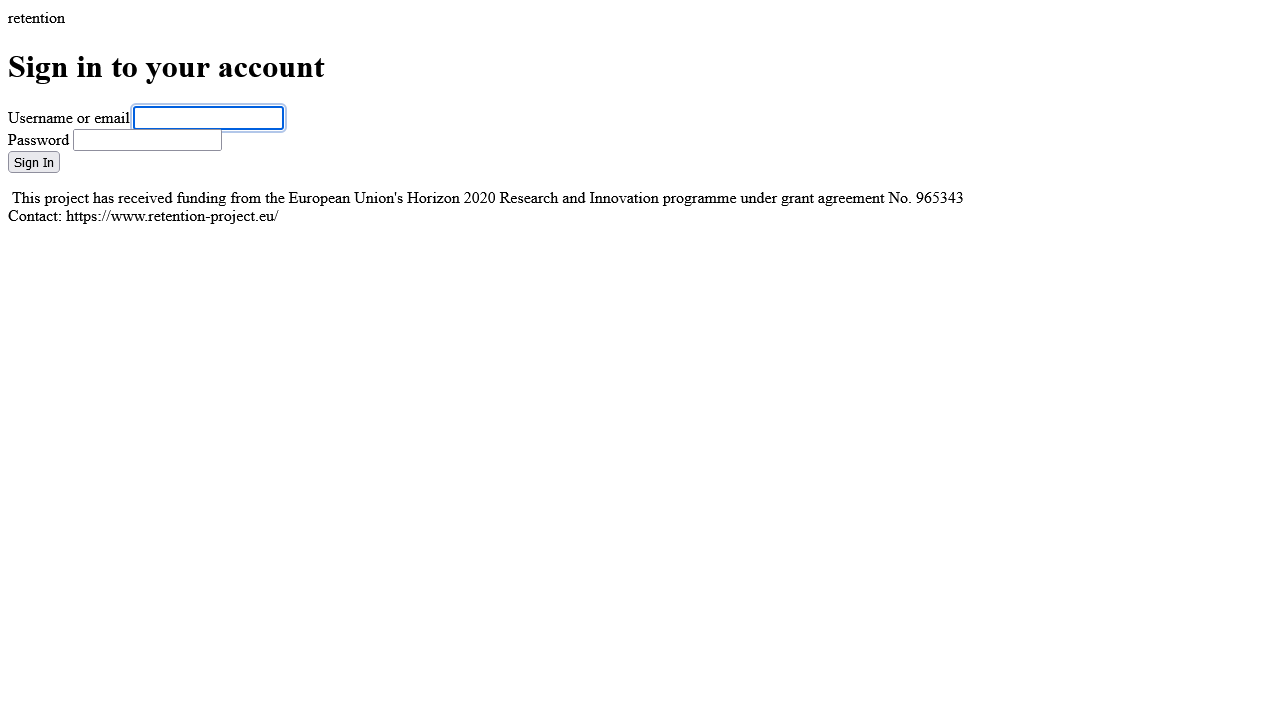 retention
Sign in to your account
Username or email
Password
Sign In
This project has received funding from the European Union's Horizon 2020 Research and Innovation programme under grant agreement No. 965343
Contact: https://www.retention-project.eu/